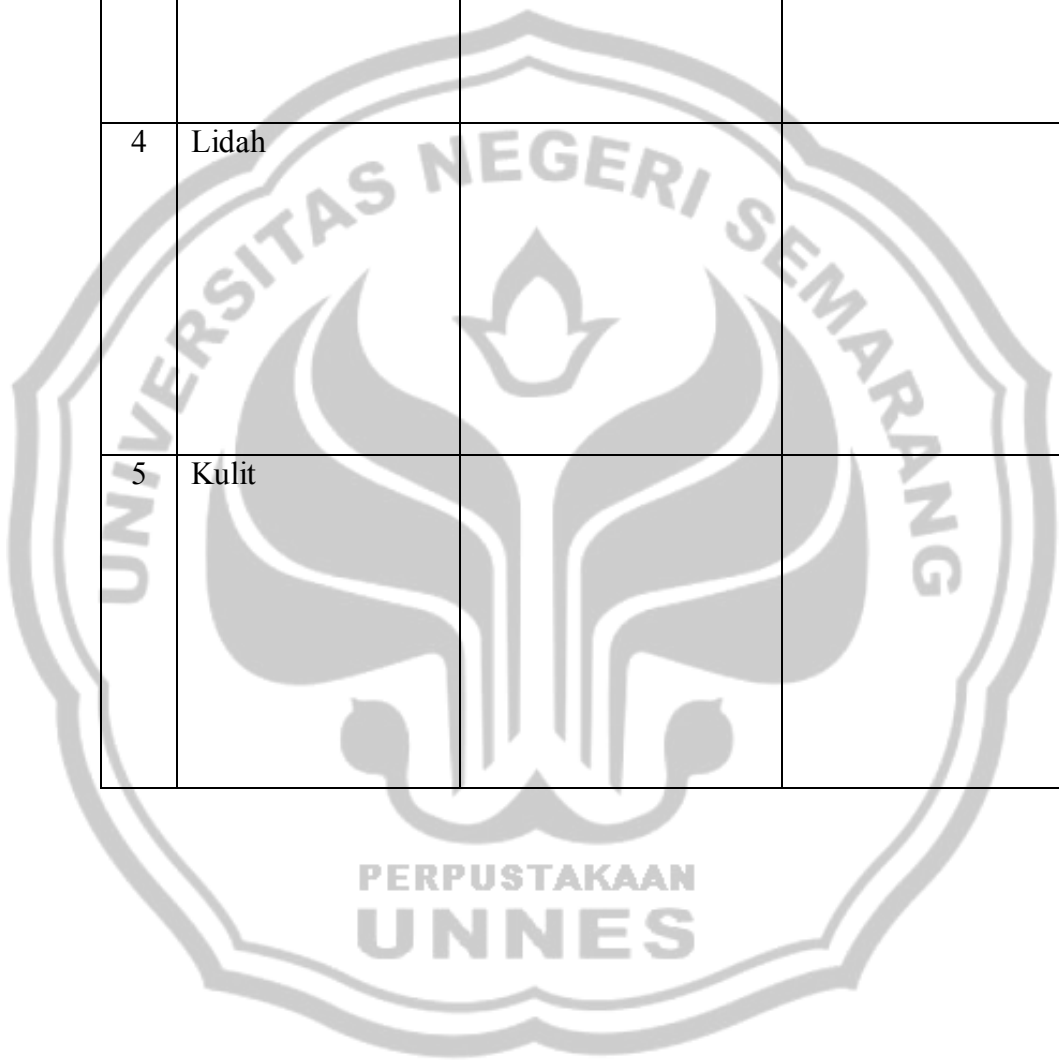 4 Lidah
UNIVERSITAS NEGERI SEMARANG
5 Kulit
PERPUSTAKAAN
UNNES